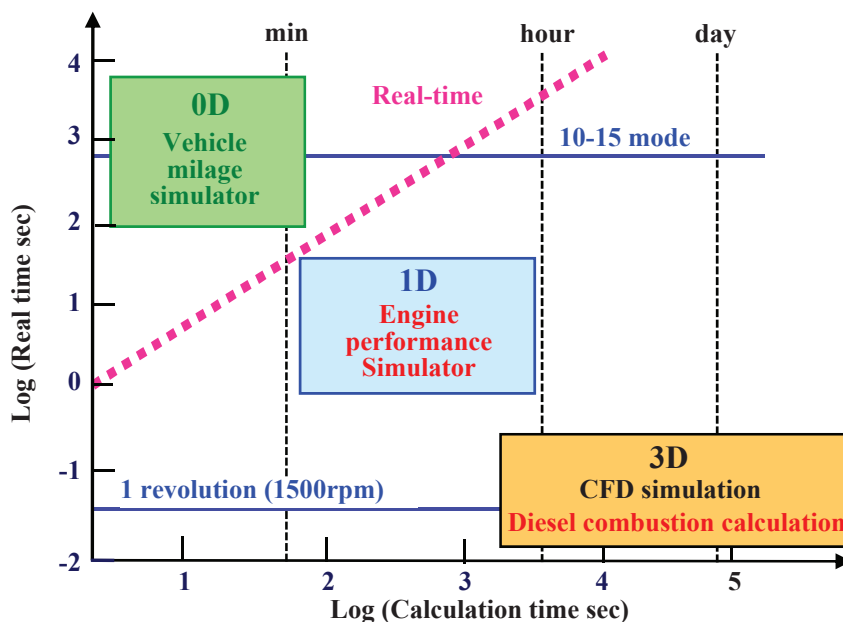 min
hour
day
4
3
2
1
0
-1
-2
Log (Real time sec)
0D
Vehicle
milage
simulator
Real-time
10-15 mode
1D
Engine
performance
Simulator
3D
CFD simulation
Diesel combustion calculation
1 revolution (1500rpm)
1
2
3
4
5
Log (Calculation time sec)